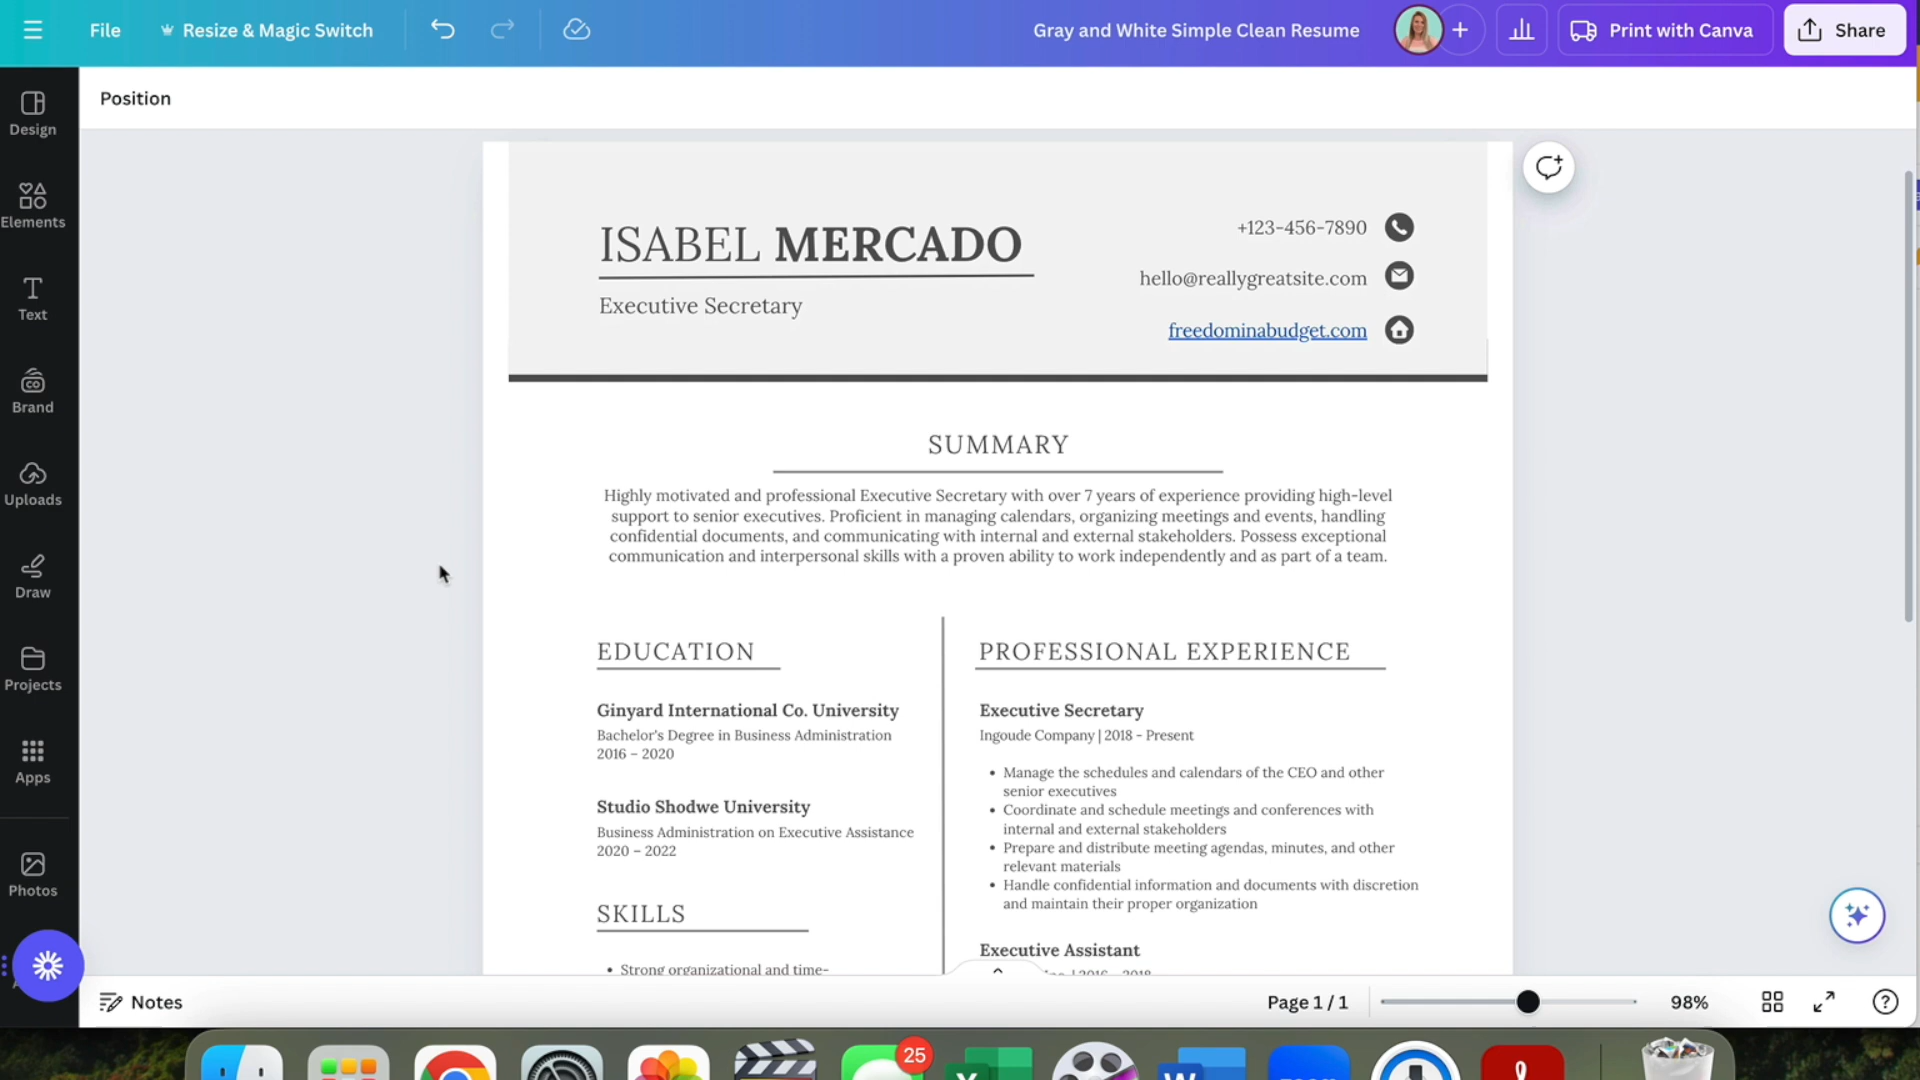 File
Resize & Magic Switch
Gray and White Simple Clean Resume
Print with Canva
Share
Position
Design
Elements
Text
Brand
Uploads
Draw
Projects
Apps
Photos
ISABEL MERCADO
Executive Secretary
+123-456-7890
hello@reallygreatsite.com
freedominabudget.com
SUMMARY
Highly motivated and professional Executive Secretary with over 7 years of experience providing high-level
support to senior executives. Proficient in managing calendars, organizing meetings and events, handling
confidential documents, and communicating with internal and external stakeholders. Possess exceptional
communication and interpersonal skills with a proven ability to work independently and as part of a team.
EDUCATION
Ginyard International Co. University
Bachelor's Degree in Business Administration
2016 – 2020
Studio Shodwe University
Business Administration on Executive Assistance
2020 – 2022
SKILLS
• Strong organizational and time-
PROFESSIONAL EXPERIENCE
Executive Secretary
Ingoude Company | 2018 - Present
• Manage the schedules and calendars of the CEO and other
senior executives
• Coordinate and schedule meetings and conferences with
internal and external stakeholders
• Prepare and distribute meeting agendas, minutes, and other
relevant materials
• Handle confidential information and documents with discretion
and maintain their proper organization
Executive Assistant
Notes
Page 1 / 1
98%
25